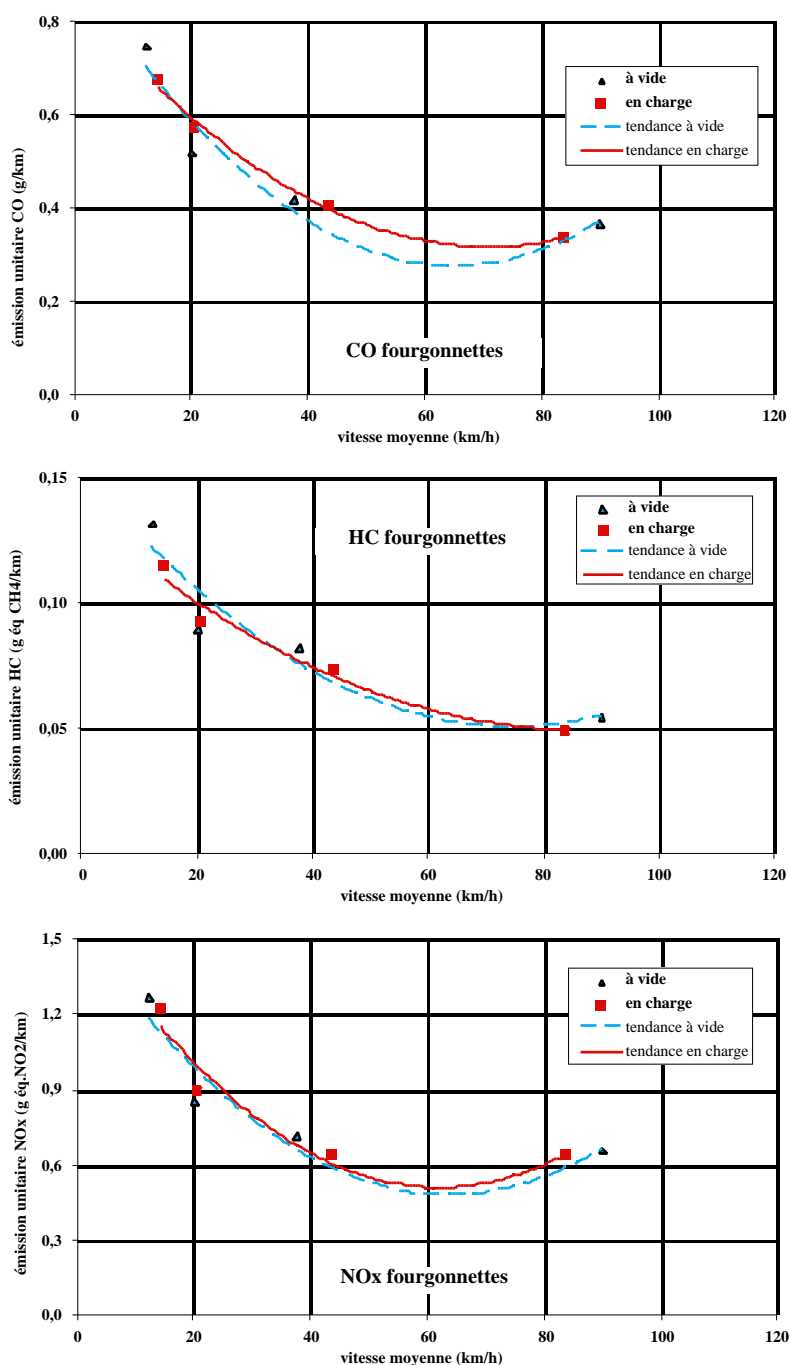 0,8
0,6
0,4
0,2
0,0
émission unitaire CO (g/km)
à vide
en charge
tendance à vide
tendance en charge
CO fourgonnettes
0 20 40 60 80 100 120
vitesse moyenne (km/h)
0,15
0,10
0,05
0,00
émission unitaire HC (g éq CH4/km)
HC fourgonnettes
à vide
en charge
tendance à vide
tendance en charge
0 20 40 60 80 100 120
vitesse moyenne (km/h)
1,5
1,2
0,9
0,6
0,3
0,0
émission unitaire NOx (g éq.NO2/km)
à vide
en charge
tendance à vide
tendance en charge
NOx fourgonnettes
0 20 40 60 80 100 120
vitesse moyenne (km/h)